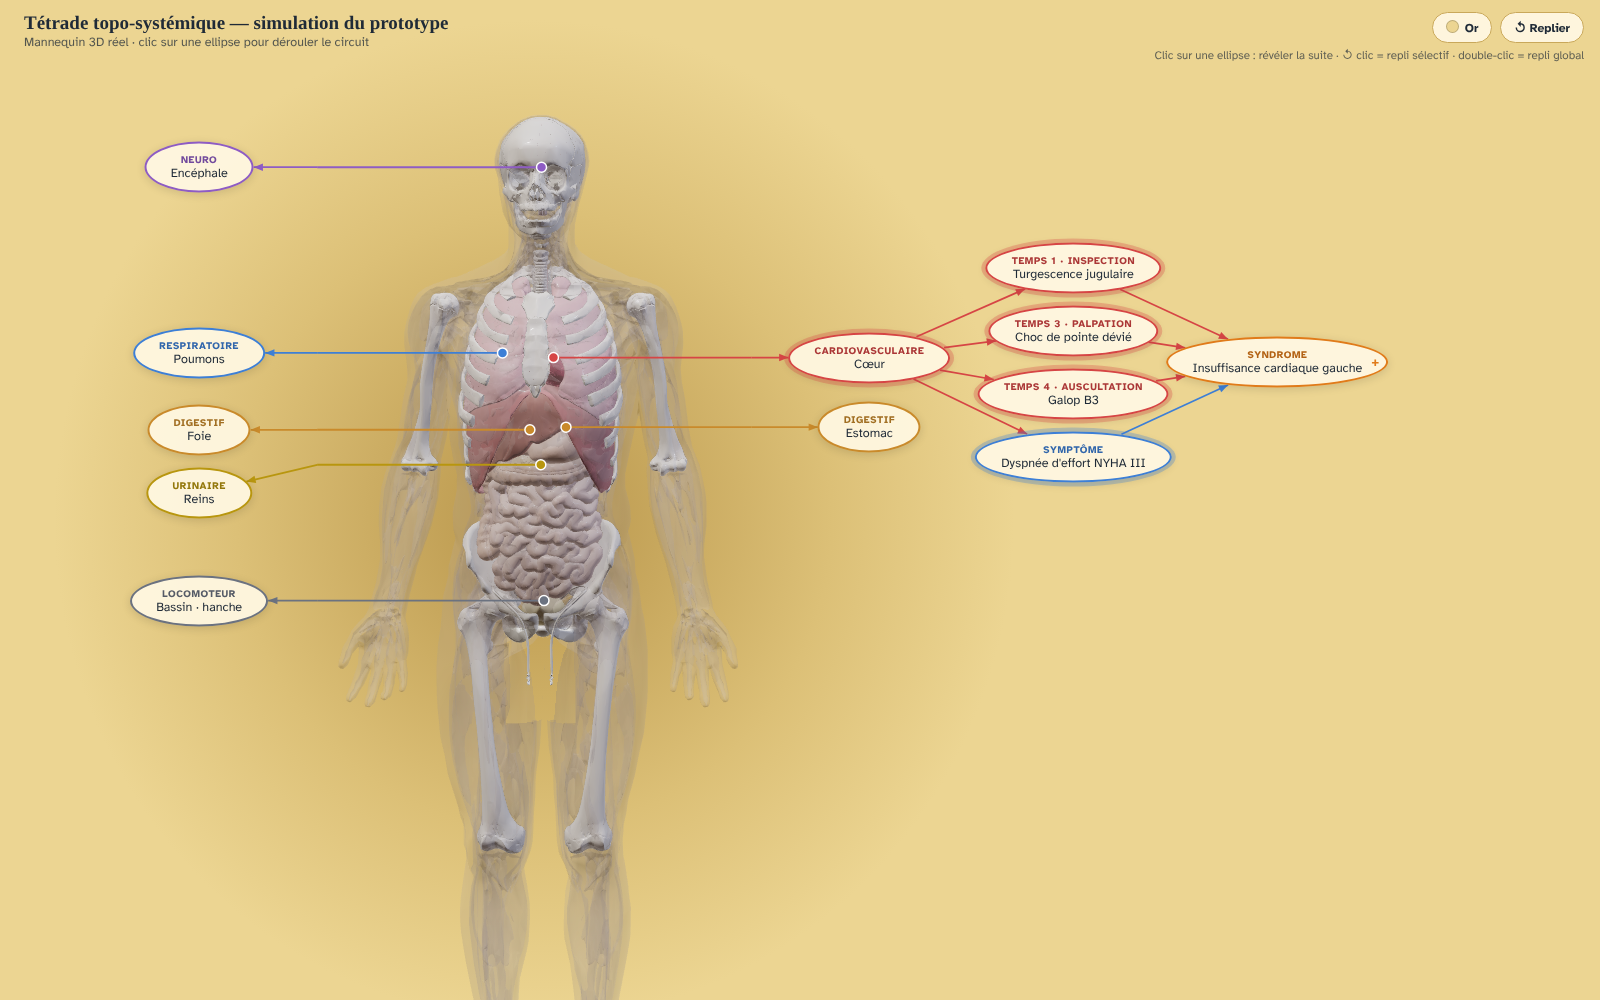 Tétrade topo-systémique — simulation du prototype
Mannequin 3D réel · clic sur une ellipse pour dérouler le circuit
Or
↺ Replier
Clic sur une ellipse : révéler la suite · ↺ clic = repli sélectif · double-clic = repli global
NEURO
Encéphale
RESPIRATOIRE
Poumons
DIGESTIF
Foie
URINAIRE
Reins
LOCOMOTEUR
Bassin · hanche
CARDIOVASCULAIRE
Cœur
DIGESTIF
Estomac
TEMPS 1 · INSPECTION
Turgescence jugulaire
TEMPS 3 · PALPATION
Choc de pointe dévié
TEMPS 4 · AUSCULTATION
Galop B3
SYMPTÔME
Dyspnée d'effort NYHA III
SYNDROME
Insuffisance cardiaque gauche +